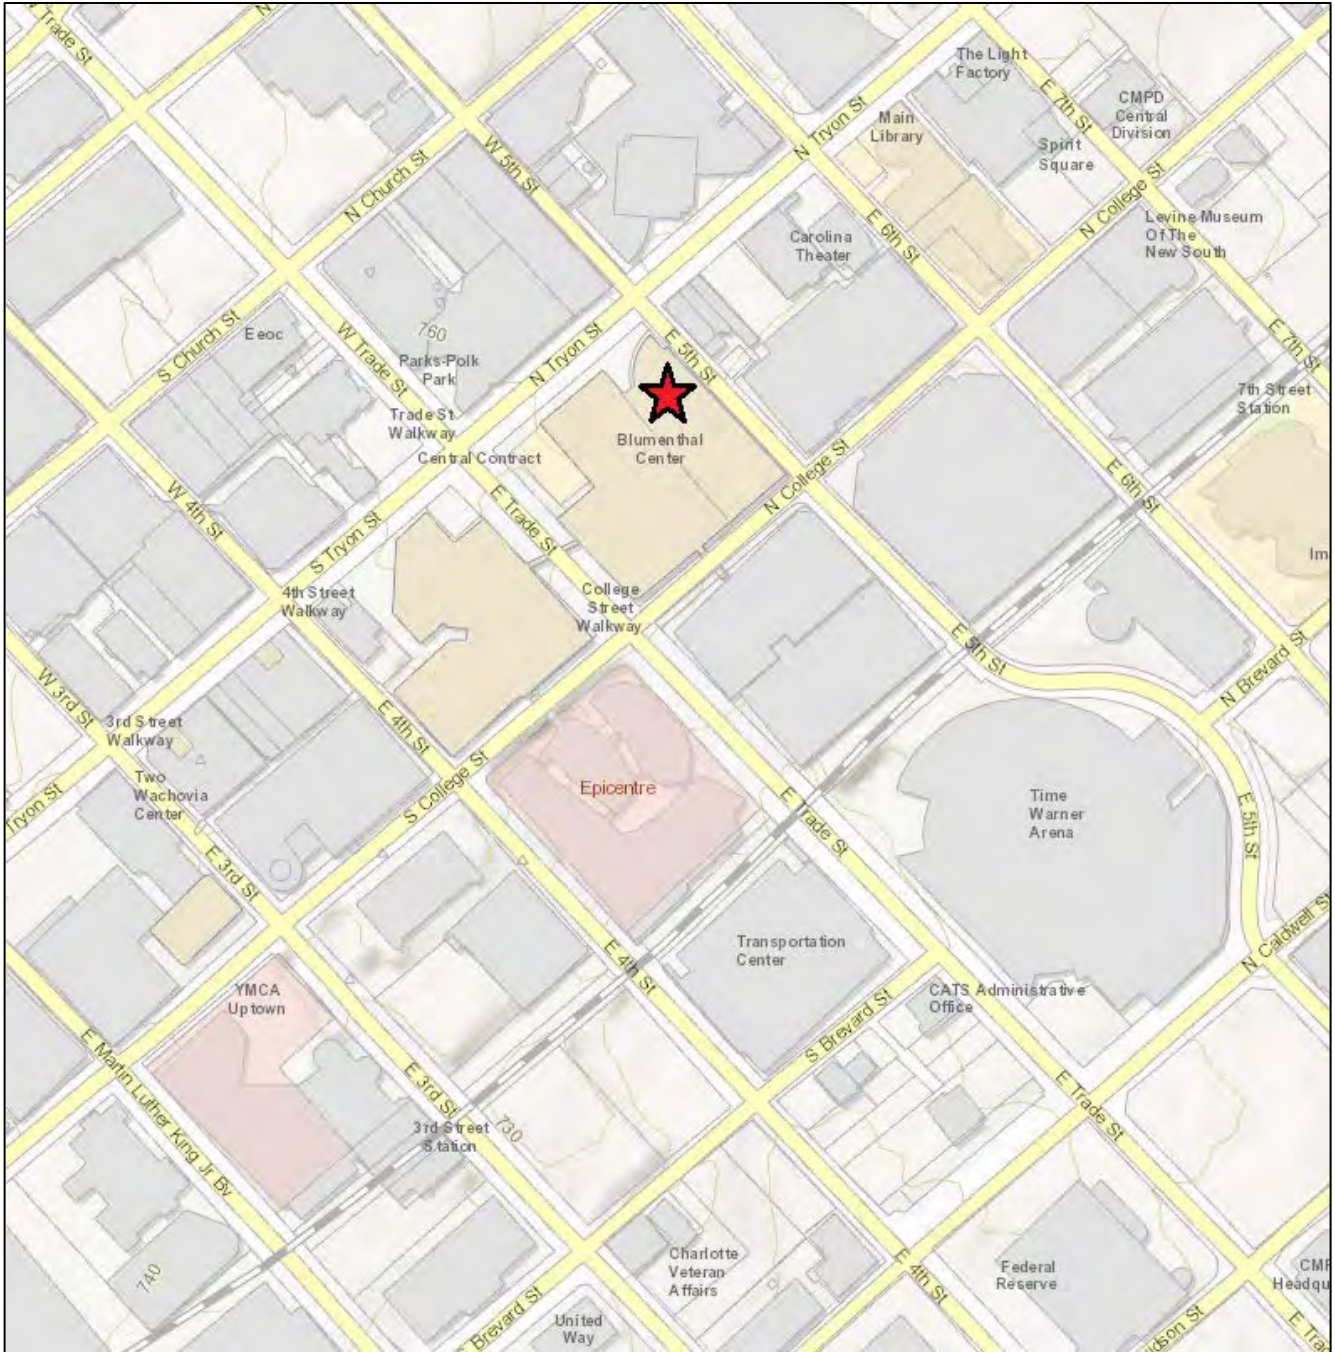 Trade St
N Church St
W 5th St
N Tryon St
The Light
Factory
E 7th St
CMPD
Central
Division
Main
Library
Spirit
Square
N College St
Levine Museum
Of The
New South
Carolina
Theater
E 6th St
E 7th St
7th Street
Station
S Church St
Eeoc
W Trade St
760
Parks-Polk
Park
N Tryon St
E 5th St
Trade St
Walkway
Central Contract
Blumenthal
Center
N College St
E 6th St
W 4th St
E Trade St
S Tryon St
4th Street
Walkway
College
Street
Walkway
E 5th St
N Brevard St
W 3rd St
3rd Street
Walkway
E 4th St
S College St
Two
Wachovia
Center
Tryon St
Epicentre
E Trade St
Time
Warner
Arena
E 5th St
E 3rd St
Transportation
Center
E 4th St
N Caldwell St
YMCA
Uptown
CATS Administrative
Office
S Brevard St
E Martin Luther King Jr Bv
E 3rd St
730
3rd Street
Station
E Trade St
740
Charlotte
Veteran
Affairs
E 4th St
Federal
Reserve
Brevard St
United
Way